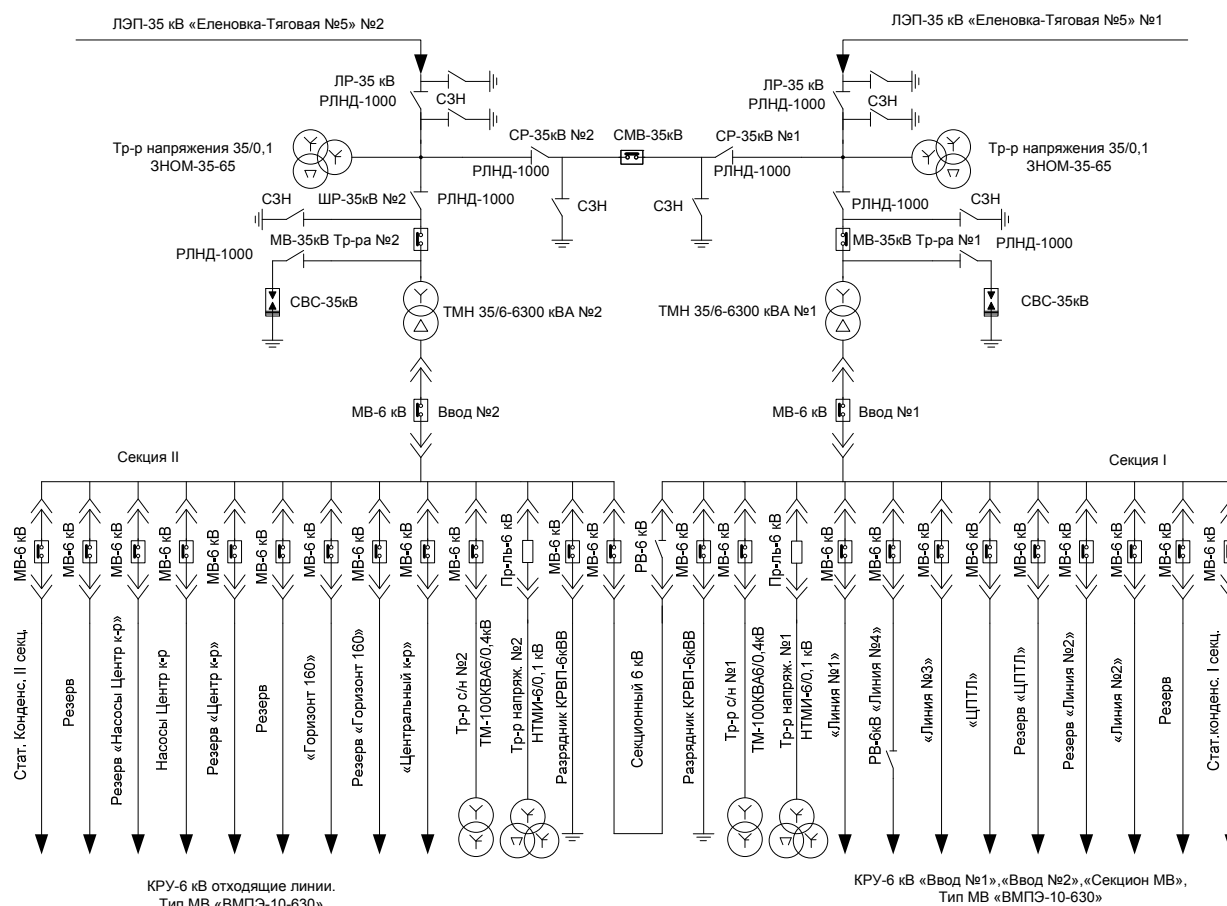 ЛЭП-35 кВ «Еленовка-Тяговая №5» №2
ЛЭП-35 кВ «Еленовка-Тяговая №5» №1
ЛР-35 кВ
РЛНД-1000
СЗН
ЛР-35 кВ
РЛНД-1000
СЗН
Тр-р напряжения 35/0,1
ЗНОМ-35-65
СР-35кВ №2
СМВ-35кВ
СР-35кВ №1
Тр-р напряжения 35/0,1
ЗНОМ-35-65
РЛНД-1000
РЛНД-1000
СЗН
ШР-35кВ №2
РЛНД-1000
СЗН
СЗН
РЛНД-1000
СЗН
РЛНД-1000
МВ-35кВ Тр-ра №2
МВ-35кВ Тр-ра №1
РЛНД-1000
СВС-35кВ
ТМН 35/6-6300 кВА №2
ТМН 35/6-6300 кВА №1
СВС-35кВ
МВ-6 кВ
Ввод №2
МВ-6 кВ
Ввод №1
Секция II
Секция I
МВ-6 кВ
МВ-6 кВ
МВ-6 кВ
МВ-6 кВ
МВ-6 кВ
МВ-6 кВ
МВ-6 кВ
МВ-6 кВ
МВ-6 кВ
МВ-6 кВ
Пр-ль-6 кВ
МВ-6 кВ
МВ-6 кВ
РВ-6 кВ
МВ-6 кВ
МВ-6 кВ
Пр-ль-6 кВ
МВ-6 кВ
МВ-6 кВ
МВ-6 кВ
МВ-6 кВ
МВ-6 кВ
МВ-6 кВ
МВ-6 кВ
МВ-6 кВ
МВ-6 кВ
Стат. Конденс, II секц.
Резерв
Резерв «Насосы Центр к-р»
Насосы Центр к-р
Резерв «Центр к-р»
Резерв
«Горизонт 160»
Резерв «Горизонт 160»
«Центральный к-р»
Тр-р с/н №2
ТМ-100КВА6/0,4кВ
Тр-р напряж. №2
НТМИ-6/0,1 кВ
Разрядник КРВП-6кВВ
Секционный 6 кВ
Разрядник КРВП-6кВВ
Тр-р с/н №1
ТМ-100КВА6/0,4кВ
Тр-р напряж. №1
НТМИ-6/0,1 кВ
«Линия №1»
РВ-6кВ «Линия №4»
«Линия №3»
«ЦПТЛ»
Резерв «ЦПТЛ»
Резерв «Линия №2»
«Линия №2»
Резерв
Стат.конденс. I секц.
КРУ-6 кВ отходящие линии.
Тип МВ «ВМПЭ-10-630»
КРУ-6 кВ «Ввод №1»,«Ввод №2»,«Секцион МВ»,
Тип МВ «ВМПЭ-10-630»